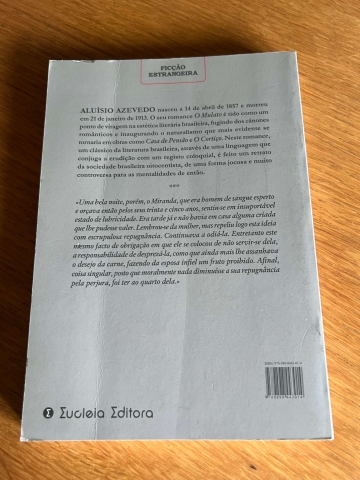 FICÇÃO
ESTRANGEIRA
ALUÍSIO AZEVEDO nasceu a 14 de abril de 1857 e morreu
em 21 de janeiro de 1913. O seu romance O Mulato é tido como um
ponto de viragem na estética literária brasileira, fugindo dos cânones
românticos e inaugurando o naturalismo que mais evidente se
tornaria em obras como Casa de Pensão e O Cortiço. Neste romance,
um clássico da literatura brasileira, através de uma linguagem que
conjuga a erudição com um registo coloquial, é feito um retrato
da sociedade brasileira oitocentista, de uma forma jocosa e muito
controversa para as mentalidades de então.
«Uma bela noite, porém, o Miranda, que era homem de sangue esperto
e orçava então pelos seus trinta e cinco anos, sentiu-se em insuportável
estado de lubricidade. Era tarde já e não havia em casa alguma criada
que lhe pudesse valer. Lembrou-se da mulher, mas repeliu logo esta ideia
com escrupulosa repugnância. Continuava a odiá-la. Entretanto este
mesmo facto de obrigação em que ele se colocou de não servir-se dela,
a responsabilidade de desprezá-la, como que ainda mais lhe assanhava
o desejo da carne, fazendo da esposa infiel um fruto proibido. Afinal,
coisa singular, posto que moralmente nada diminuísse a sua repugnância
pela perjura, foi ter ao quarto dela.»
Eucleia Editora